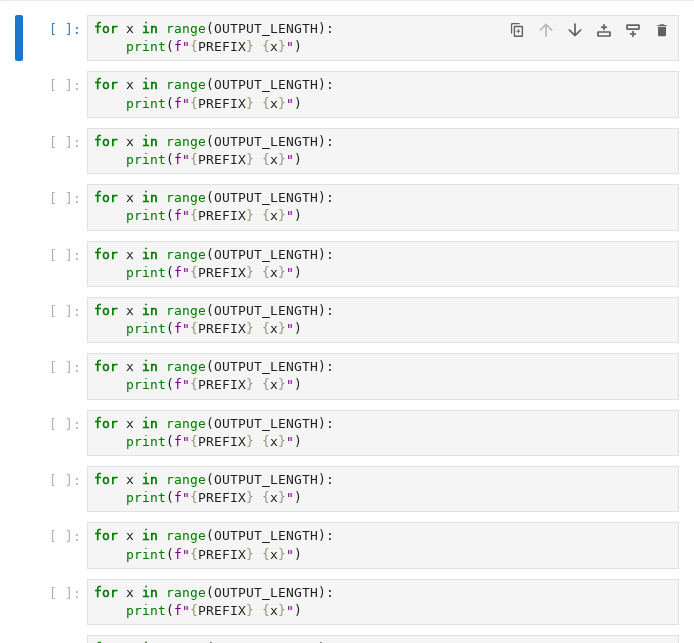 [ ]: for x in range(OUTPUT_LENGTH):
print(f"{PREFIX} {x}")
[ ]: for x in range(OUTPUT_LENGTH):
print(f"{PREFIX} {x}")
[ ]: for x in range(OUTPUT_LENGTH):
print(f"{PREFIX} {x}")
[ ]: for x in range(OUTPUT_LENGTH):
print(f"{PREFIX} {x}")
[ ]: for x in range(OUTPUT_LENGTH):
print(f"{PREFIX} {x}")
[ ]: for x in range(OUTPUT_LENGTH):
print(f"{PREFIX} {x}")
[ ]: for x in range(OUTPUT_LENGTH):
print(f"{PREFIX} {x}")
[ ]: for x in range(OUTPUT_LENGTH):
print(f"{PREFIX} {x}")
[ ]: for x in range(OUTPUT_LENGTH):
print(f"{PREFIX} {x}")
[ ]: for x in range(OUTPUT_LENGTH):
print(f"{PREFIX} {x}")
[ ]: for x in range(OUTPUT_LENGTH):
print(f"{PREFIX} {x}")